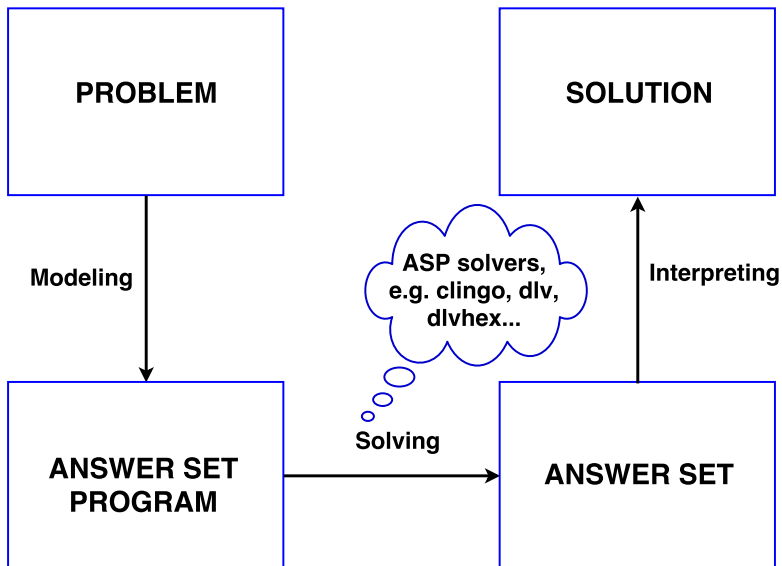 PROBLEM
SOLUTION
Modeling
ASP solvers,
e.g. clingo, dlv,
dlvhex...
Interpreting
Solving
ANSWER SET
PROGRAM
ANSWER SET